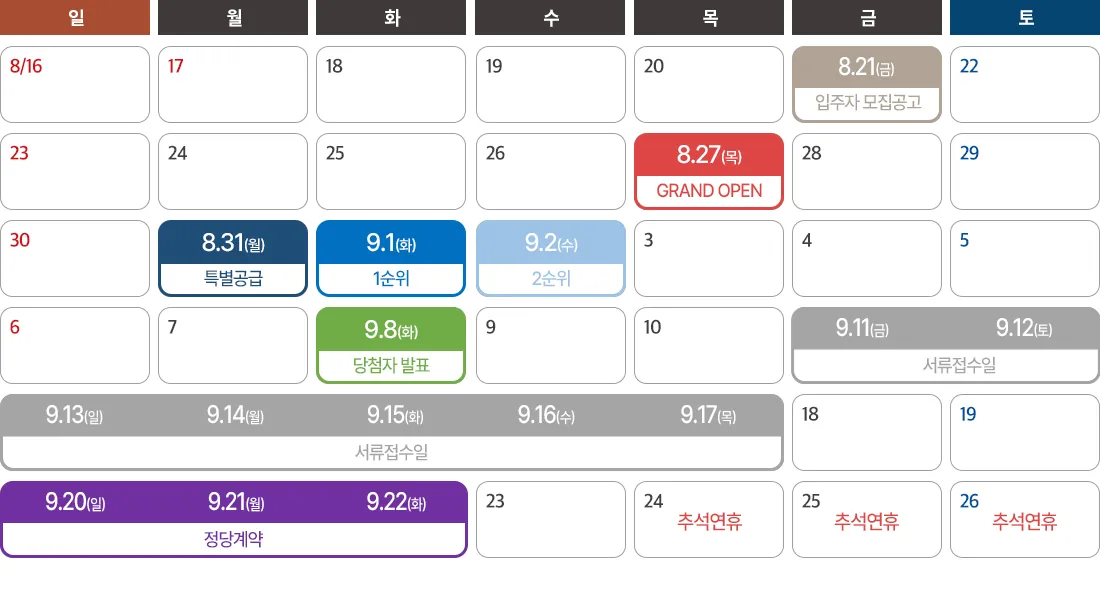 일 월 화 수 목 금 토
8/16 17 18 19 20 8.21(금) 22
입주자 모집공고
23 24 25 26 8.27(목) 28 29
GRAND OPEN
30 8.31(월) 9.1(화) 9.2(수) 3 4 5
특별공급 1순위 2순위
6 7 9.8(화) 9 10 9.11(금) 9.12(토)
당첨자 발표 서류접수일
9.13(일) 9.14(월) 9.15(화) 9.16(수) 9.17(목) 18 19
서류접수일
9.20(일) 9.21(월) 9.22(화) 23 24 25 26
추석연휴 추석연휴 추석연휴
정당계약